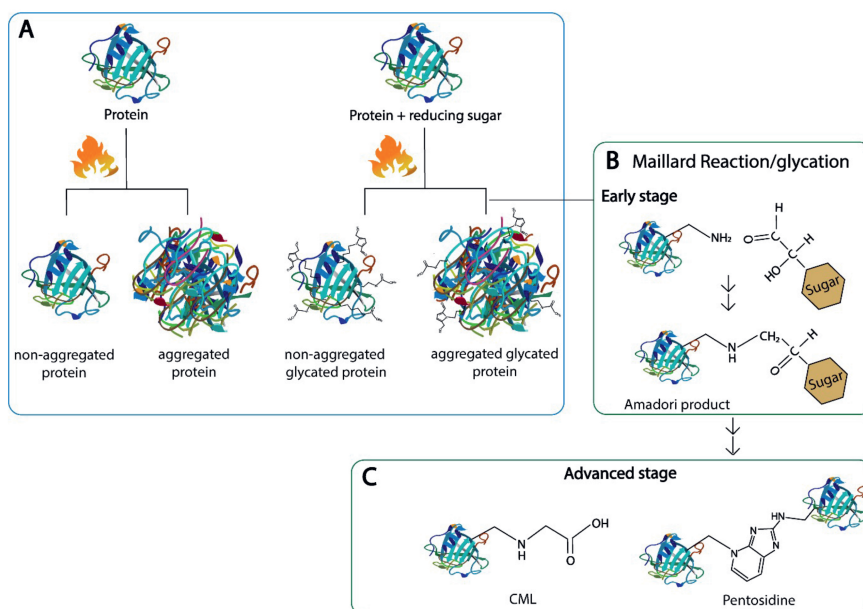 A
Protein
Protein + reducing sugar
non-aggregated
protein
aggregated
protein
non-aggregated
glycated protein
aggregated glycated
protein
B Maillard Reaction/glycation
Early stage
NH₂
H
O
C
H
C
HO
Sugar
N
H
CH₂
H
C
O
Sugar
Amadori product
C
Advanced stage
N
H
OH
O
CML
HN
N
N
N
Pentosidine